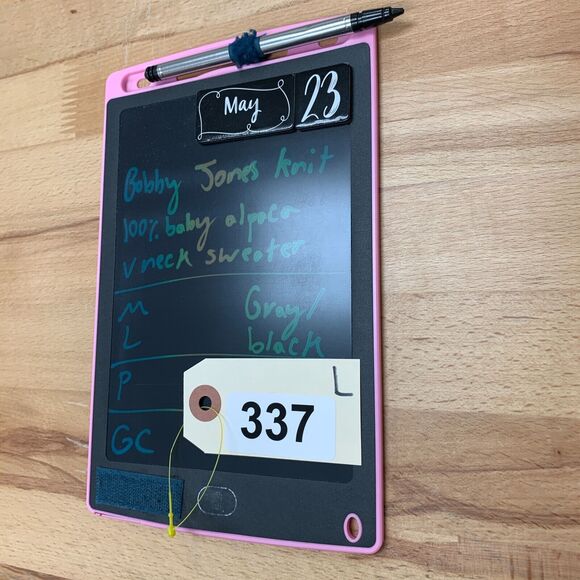 May 23
Bobby Jones knit
100% baby alpaca
v neck sweater
M Gray/
L black
P
GC
L
337